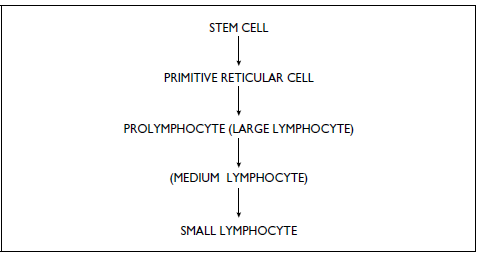 STEM CELL
PRIMITIVE RETICULAR CELL
PROLYMPHOCYTE (LARGE LYMPHOCYTE)
(MEDIUM LYMPHOCYTE)
SMALL LYMPHOCYTE